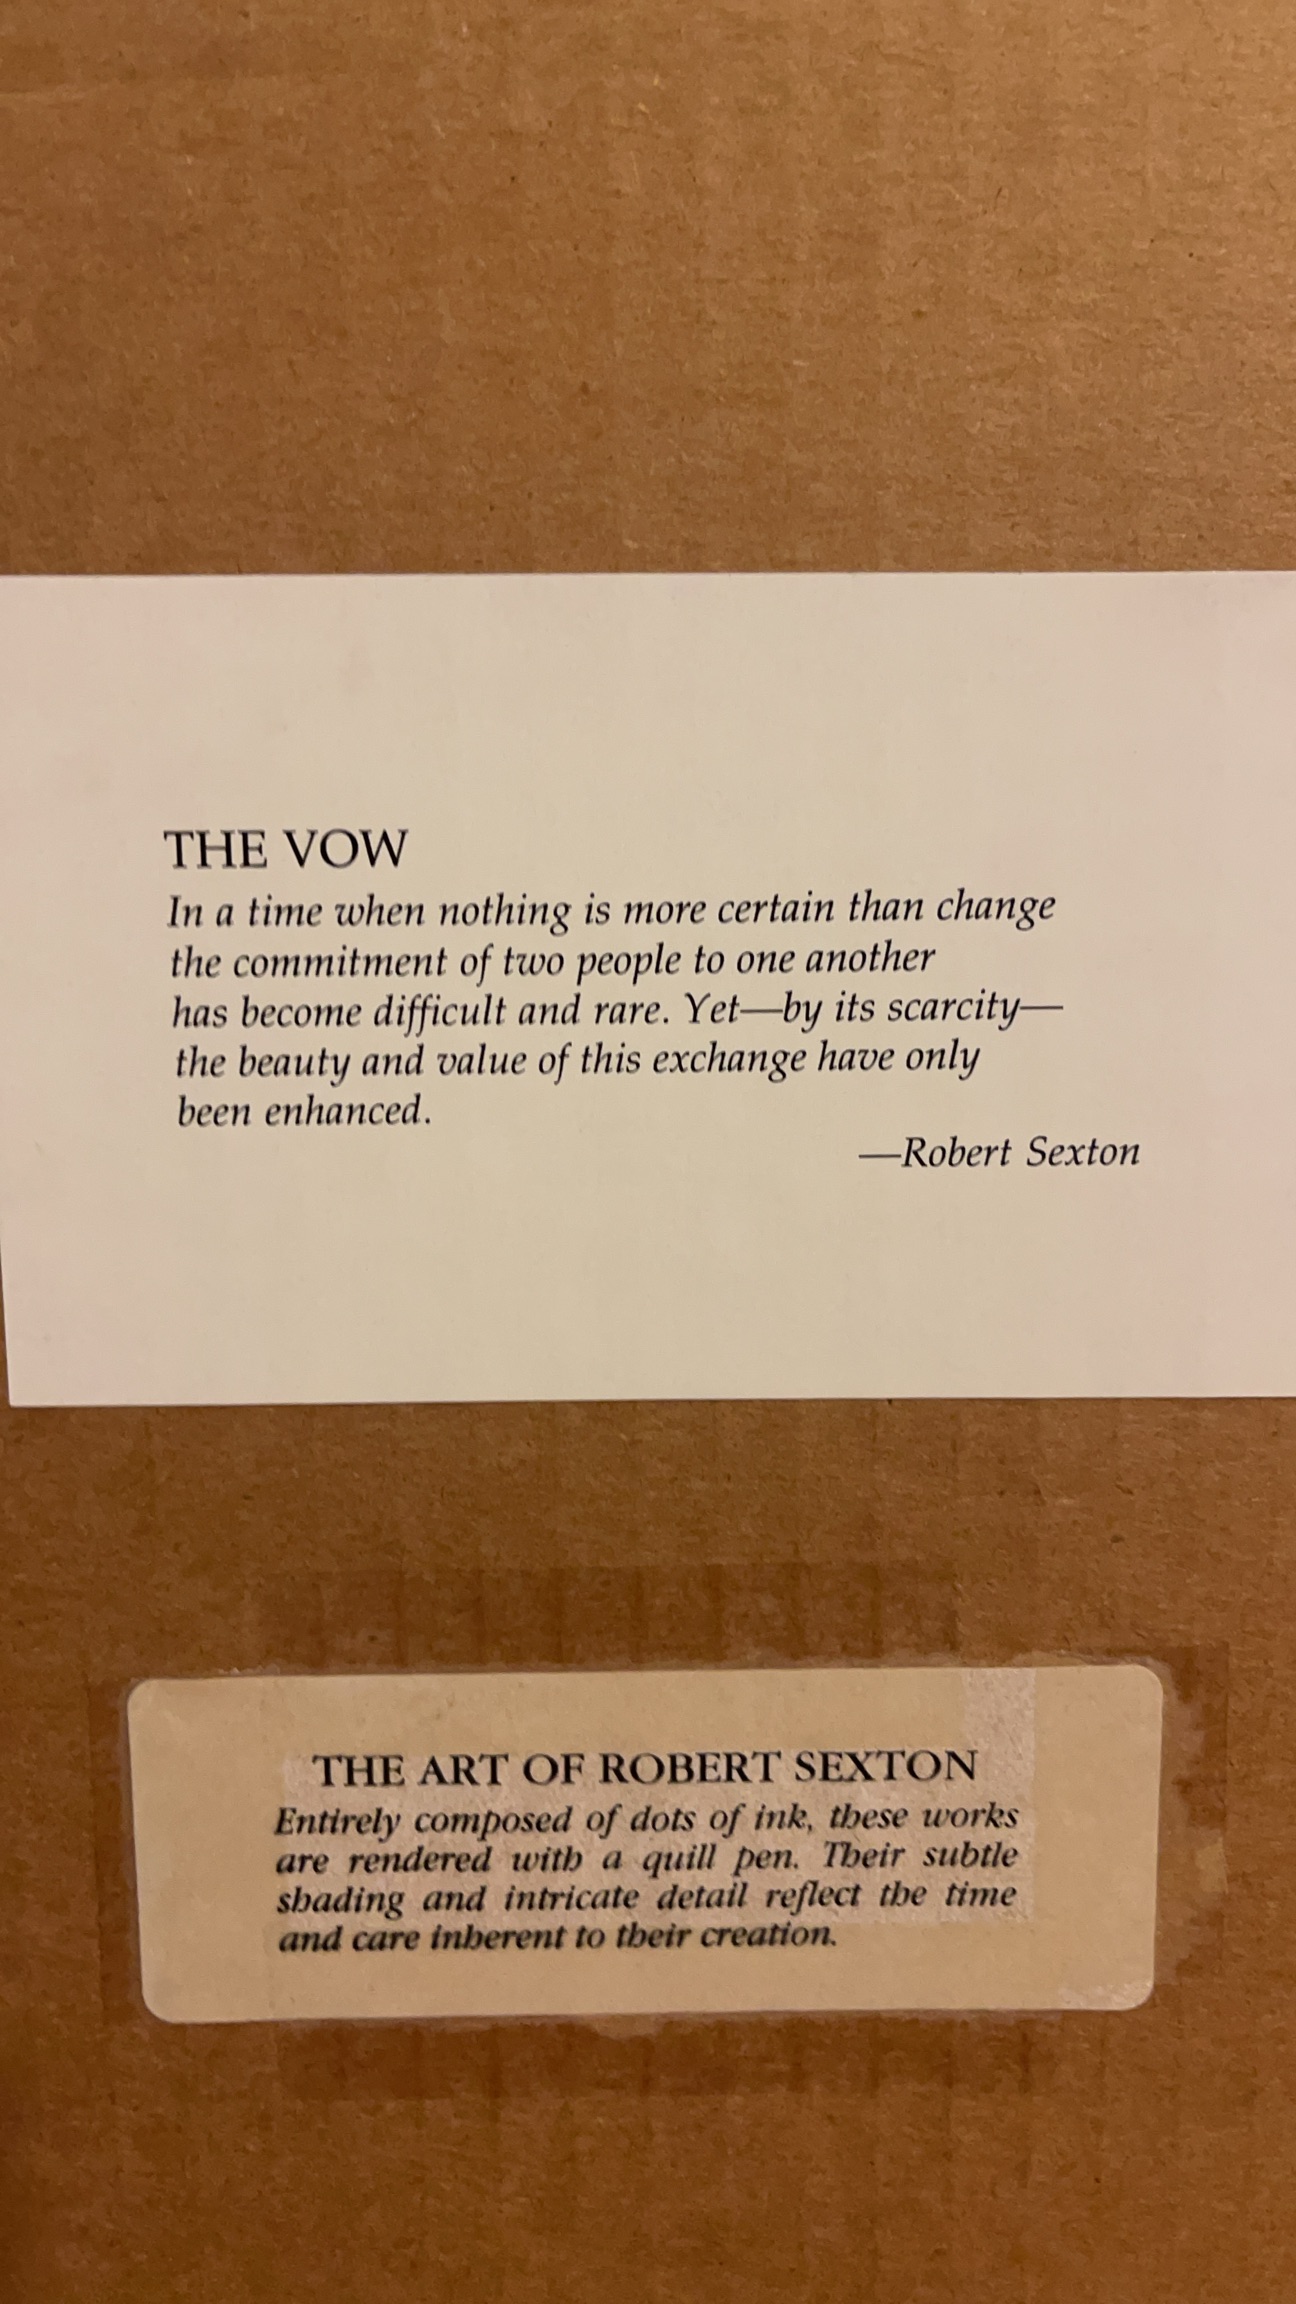 THE VOW
In a time when nothing is more certain than change
the commitment of two people to one another
has become difficult and rare. Yet—by its scarcity—
the beauty and value of this exchange have only
been enhanced.
—Robert Sexton
THE ART OF ROBERT SEXTON
Entirely composed of dots of ink, these works
are rendered with a quill pen. Their subtle
shading and intricate detail reflect the time
and care inherent to their creation.